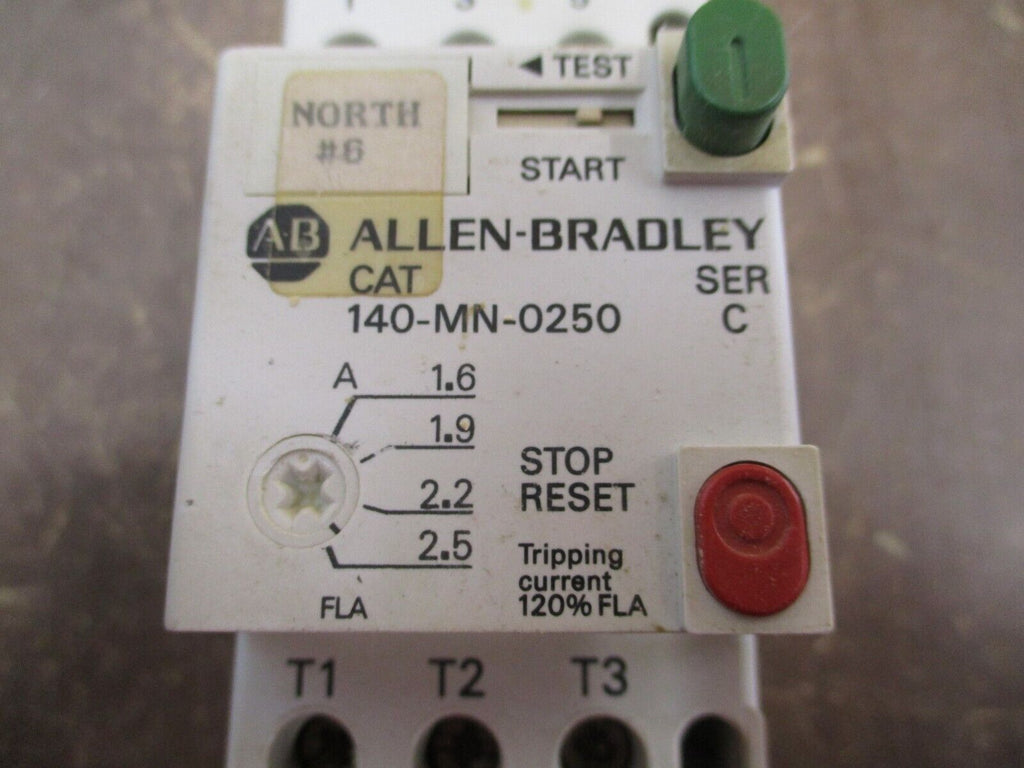 ◄ TEST
NORTH
#6
START
AB ALLEN-BRADLEY
CAT SER
140-MN-0250 C
A 1.6
1.9
2.2
2.5
FLA
STOP
RESET
Tripping
current
120% FLA
T1 T2 T3